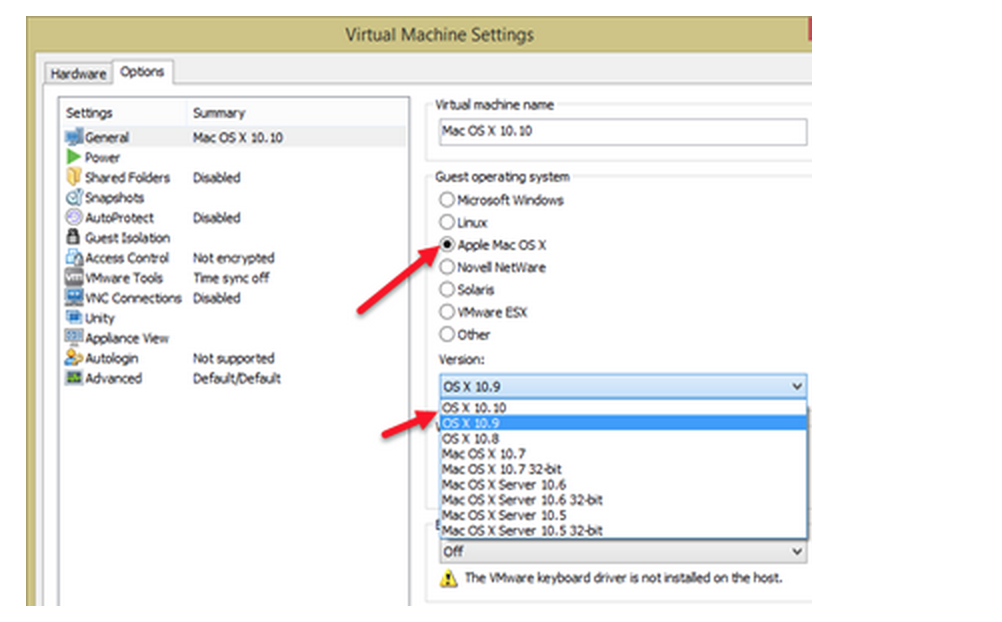 Virtual Machine Settings
Hardware Options
Settings Summary
General Mac OS X 10.10
Power
Shared Folders Disabled
Snapshots
AutoProtect Disabled
Guest Isolation
Access Control Not encrypted
VMware Tools Time sync off
VNC Connections Disabled
Unity
Appliance View
Autologin Not supported
Advanced Default/Default
Virtual machine name
Mac OS X 10.10
Guest operating system
Microsoft Windows
Linux
Apple Mac OS X
Novell NetWare
Solaris
VMware ESX
Other
Version:
OS X 10.9
OS X 10.10
OS X 10.9
OS X 10.8
Mac OS X 10.7
Mac OS X 10.7 32-bit
Mac OS X Server 10.6
Mac OS X Server 10.6 32-bit
Mac OS X Server 10.5
Mac OS X Server 10.5 32-bit
Off
The VMware keyboard driver is not installed on the host.